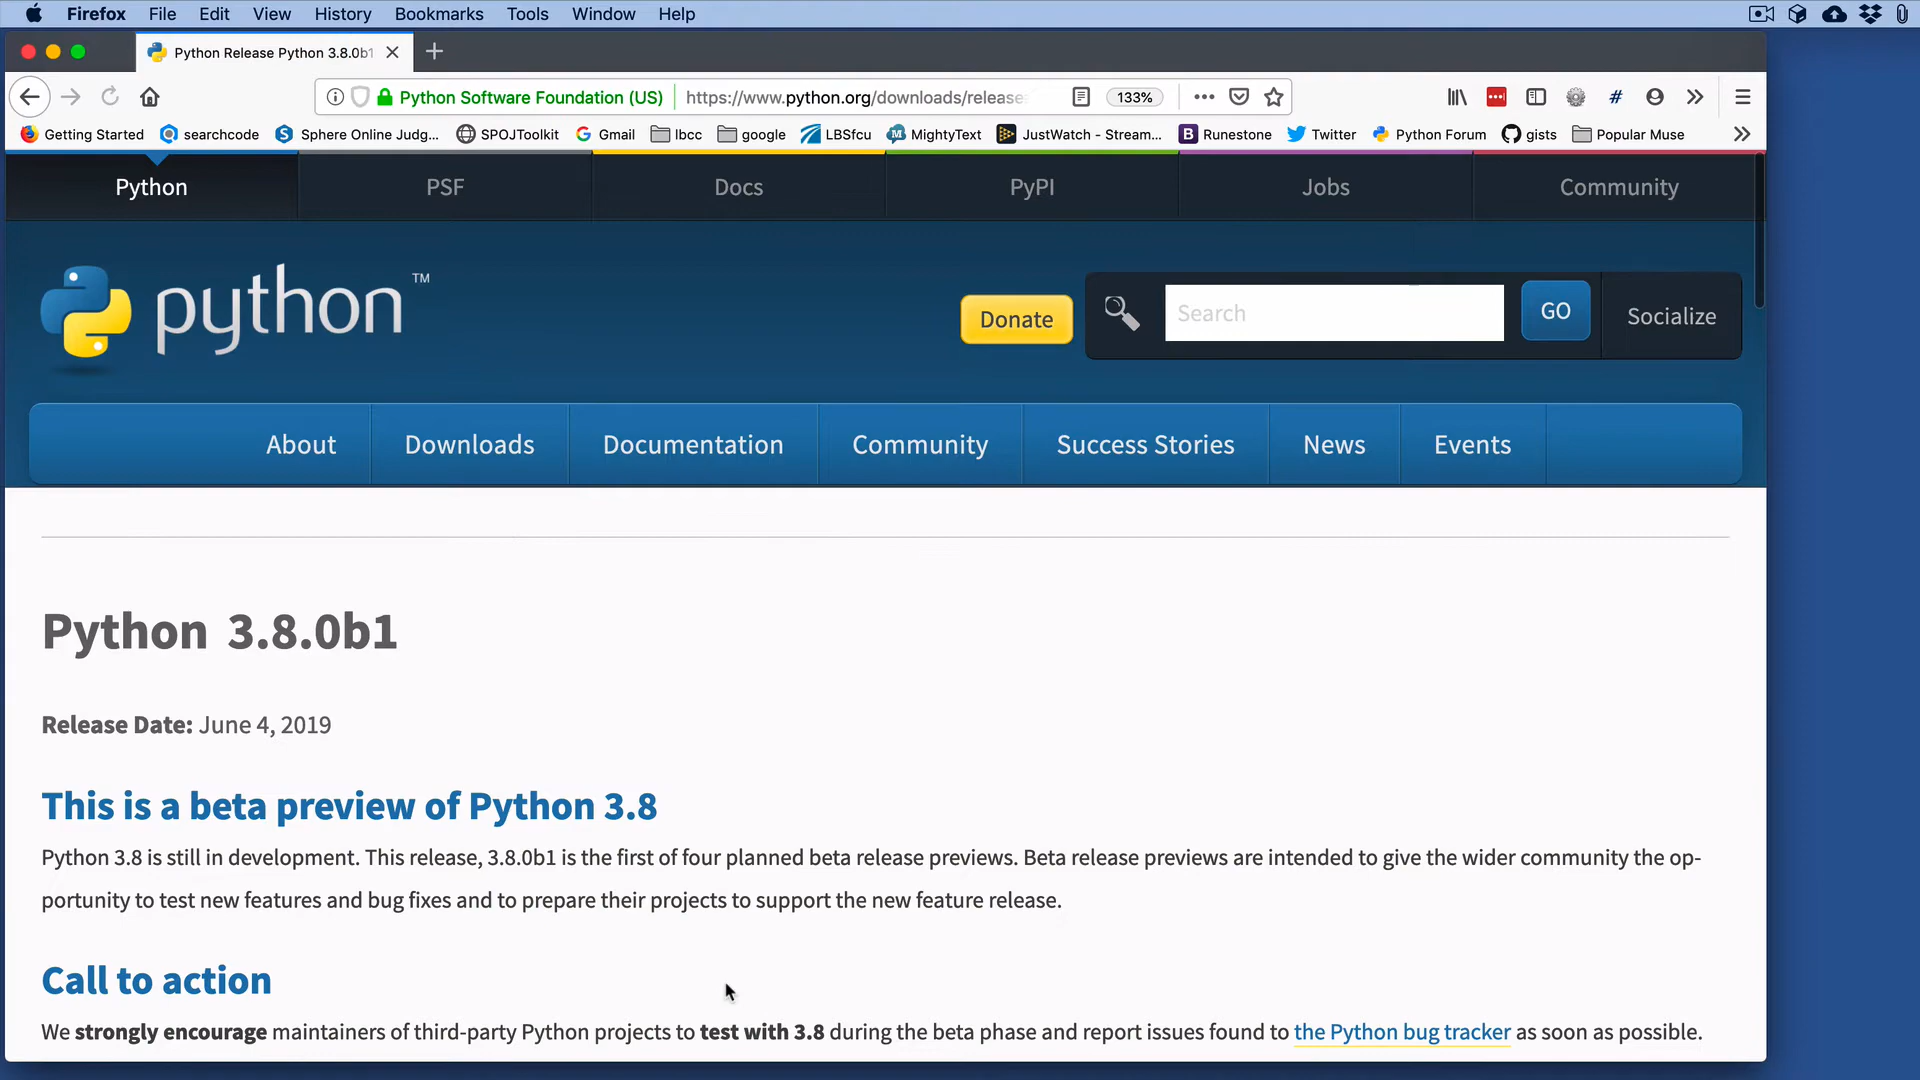 Firefox File Edit View History Bookmarks Tools Window Help
Python Release Python 3.8.0b1
Python Software Foundation (US) https://www.python.org/downloads/release 133%
Getting Started searchcode Sphere Online Judg... SPOJToolkit Gmail lbcc google LBSfcu MightyText JustWatch - Stream... Runestone Twitter Python Forum gists Popular Muse
Python PSF Docs PyPI Jobs Community
python TM
Donate Search GO Socialize
About Downloads Documentation Community Success Stories News Events
Python 3.8.0b1
Release Date: June 4, 2019
This is a beta preview of Python 3.8
Python 3.8 is still in development. This release, 3.8.0b1 is the first of four planned beta release previews. Beta release previews are intended to give the wider community the op-
portunity to test new features and bug fixes and to prepare their projects to support the new feature release.
Call to action
We strongly encourage maintainers of third-party Python projects to test with 3.8 during the beta phase and report issues found to the Python bug tracker as soon as possible.